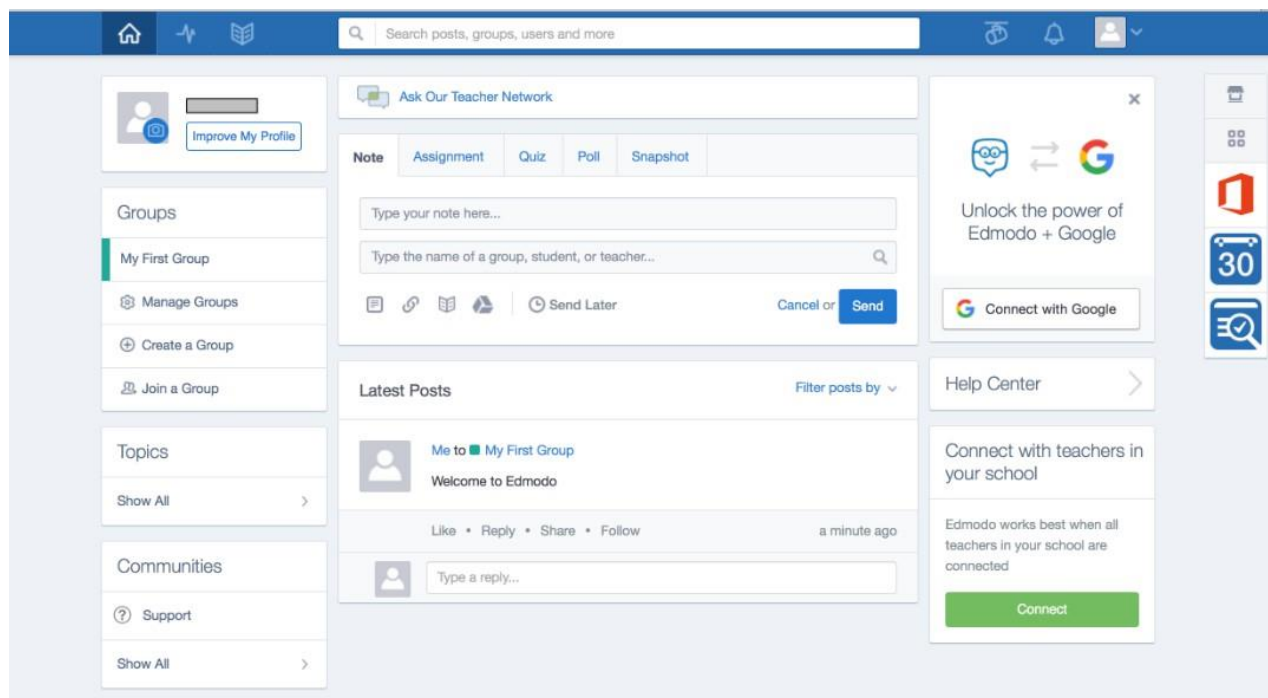 Search posts, groups, users and more
Improve My Profile
Groups
My First Group
Manage Groups
Create a Group
Join a Group
Topics
Show All
Communities
? Support
Show All
Ask Our Teacher Network
Note Assignment Quiz Poll Snapshot
Type your note here...
Type the name of a group, student, or teacher...
Send Later Cancel or Send
Latest Posts Filter posts by
Me to My First Group
Welcome to Edmodo
Like • Reply • Share • Follow a minute ago
Type a reply...
G
Unlock the power of
Edmodo + Google
G Connect with Google
Help Center
Connect with teachers in
your school
Edmodo works best when all
teachers in your school are
connected
Connect
30